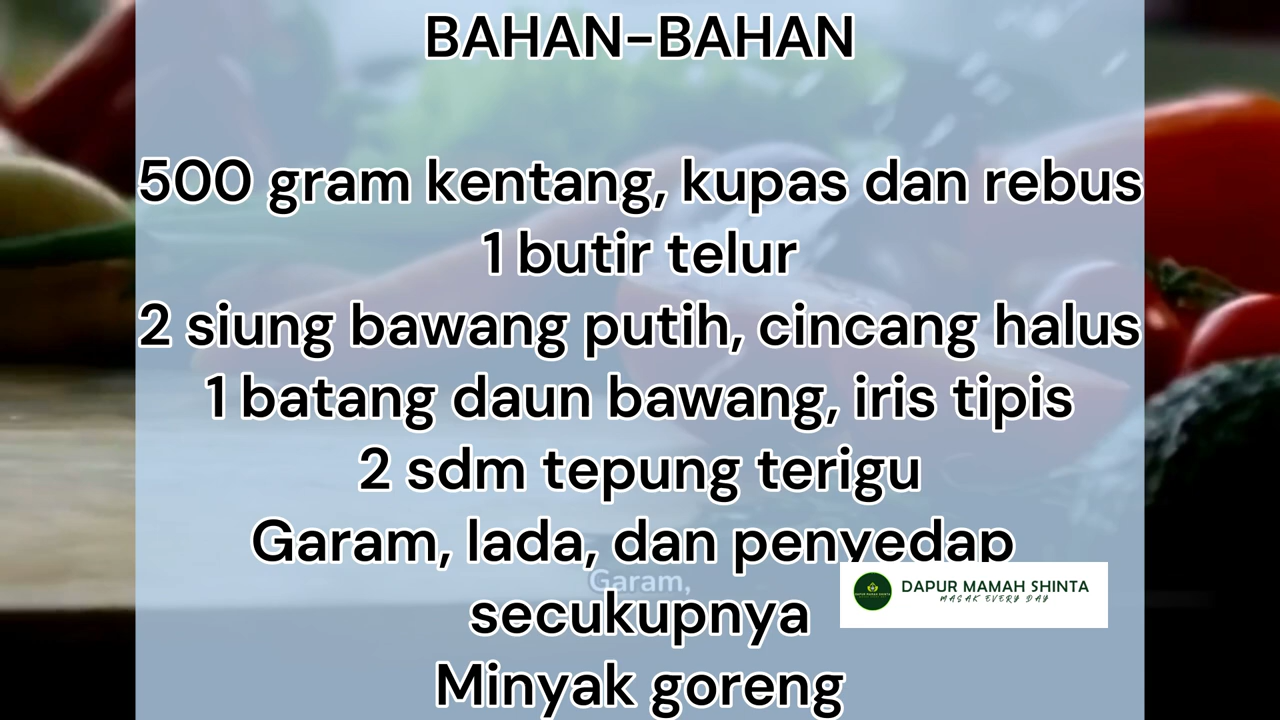 BAHAN-BAHAN
500 gram kentang, kupas dan rebus
1 butir telur
2 siung bawang putih, cincang halus
1 batang daun bawang, iris tipis
2 sdm tepung terigu
Garam, lada, dan penyedap
Garam,
secukupnya
DAPUR MAMAH SHINTA
MASAK EVERY DAY
Minyak goreng